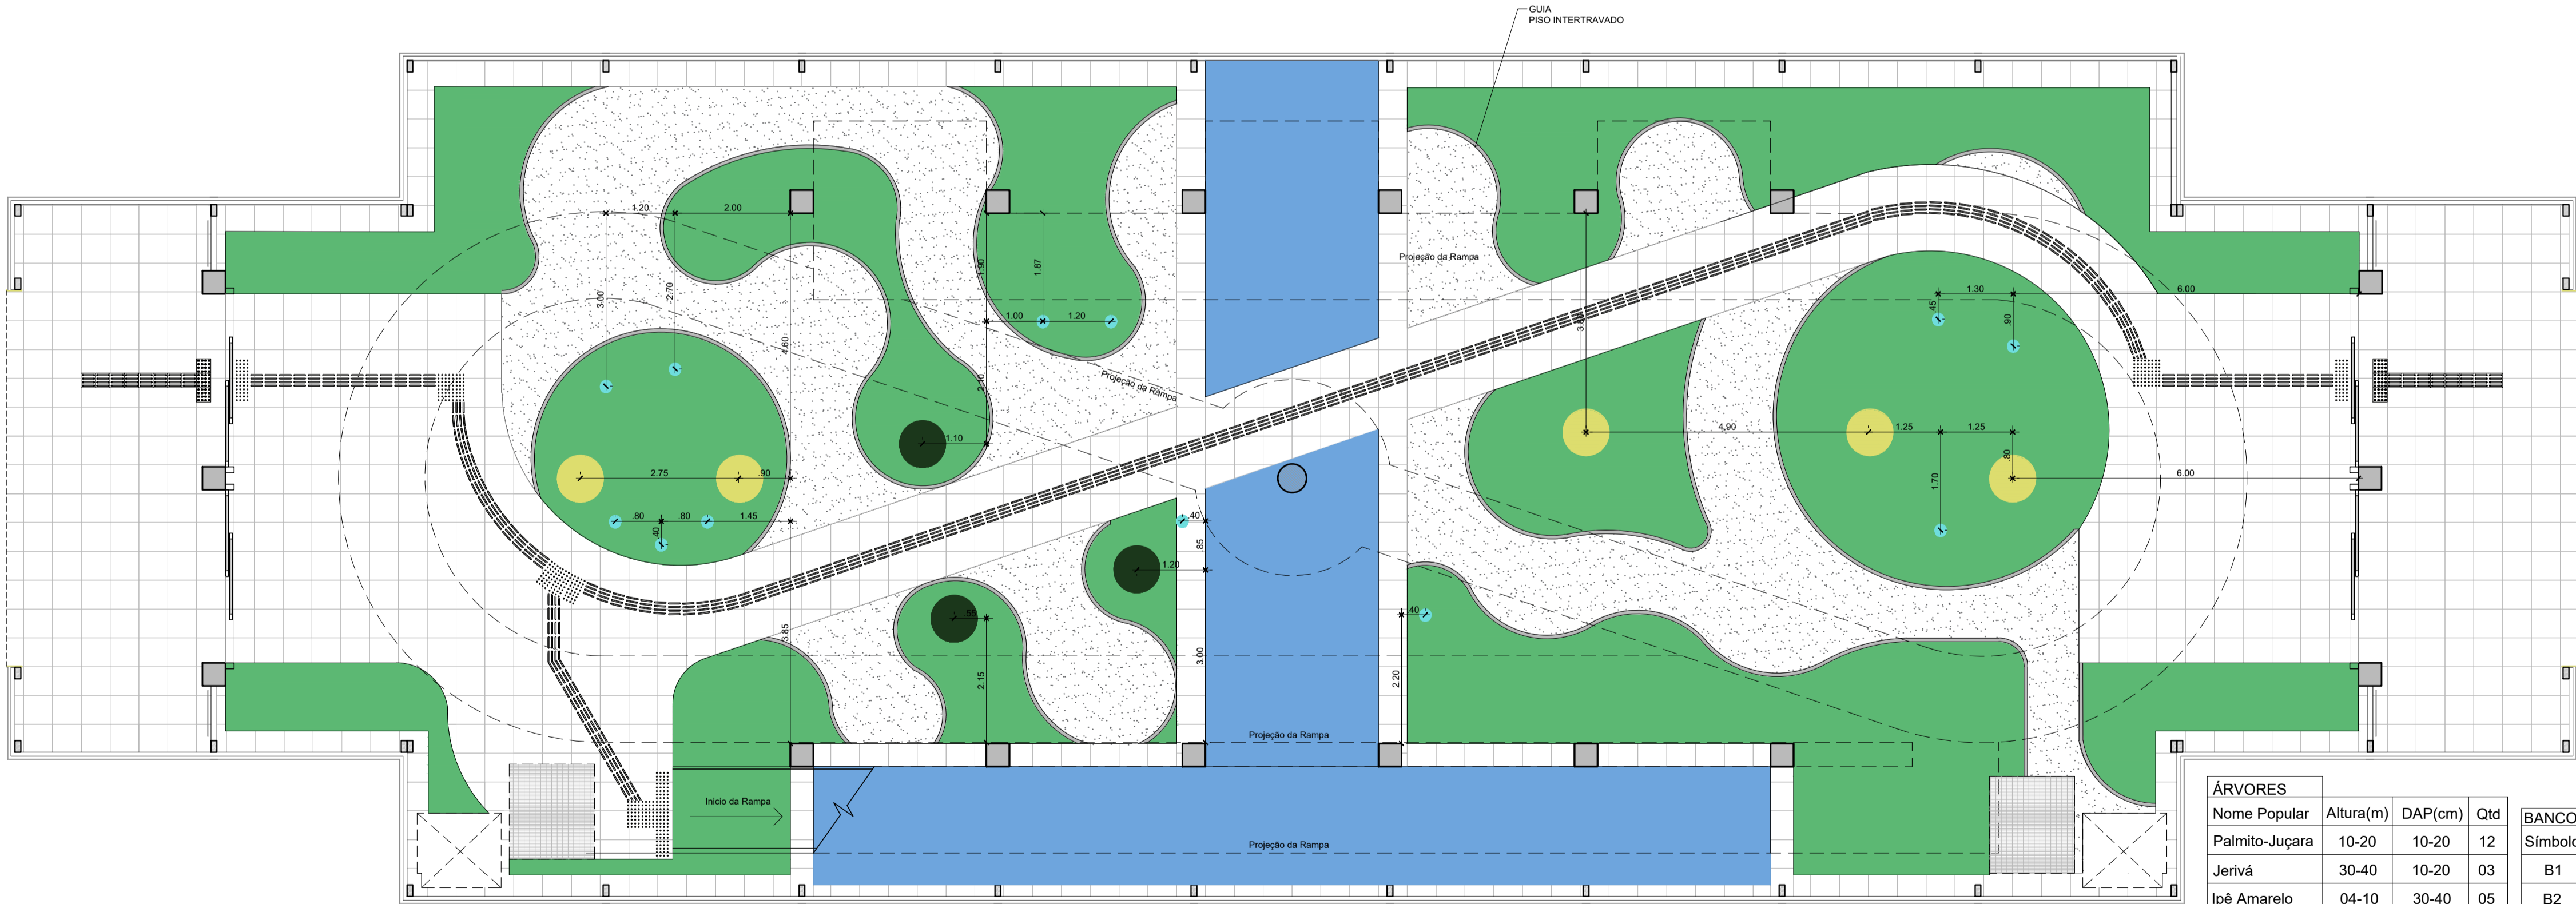 GUIA
PISO INTERTRAVADO
1.20
2.00
3.00
2.70
4.60
1.90
1.87
1.00
1.20
2.10
1.10
2.75
.90
.80
.80
1.45
.40
Projeção da Rampa
Projeção da Rampa
3.85
.55
2.15
1.20
.40
.85
3.00
.40
2.20
4.90
1.25
1.25
.80
1.70
.45
1.30
.90
6.00
6.00
Inicio da Rampa
Projeção da Rampa
Projeção da Rampa
ÁRVORES
Nome Popular Altura(m) DAP(cm) Qtd
Palmito-Juçara 10-20 10-20 12
Jerivá 30-40 10-20 03
Ipê Amarelo 04-10 30-40 05
BANCO
Símbolo
B1
B2